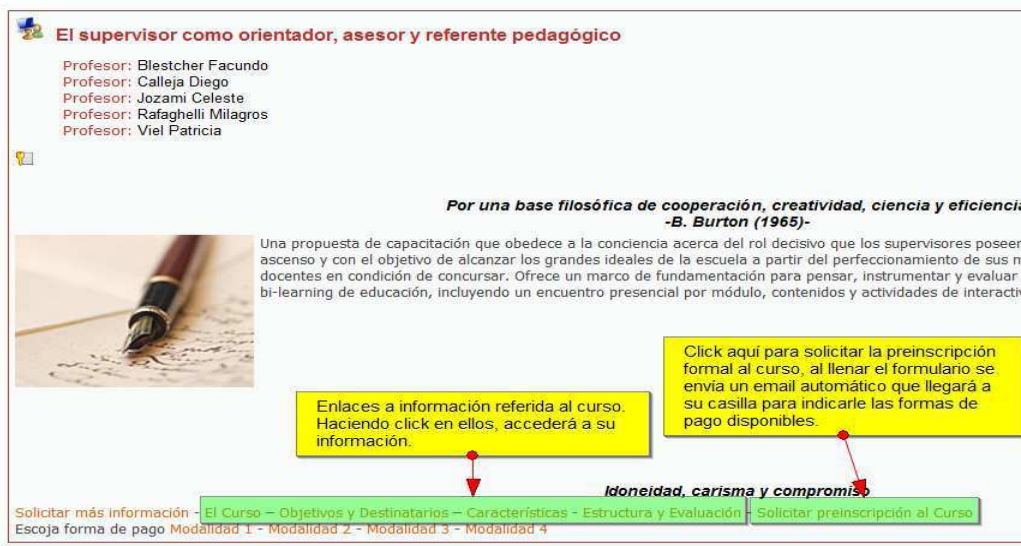 El supervisor como orientador, asesor y referente pedagógico
Profesor: Blestcher Facundo
Profesor: Calleja Diego
Profesor: Jozami Celeste
Profesor: Rafaghelli Milagros
Profesor: Viel Patricia
Por una base filosófica de cooperación, creatividad, ciencia y eficiencia
-B. Burton (1965)-
Una propuesta de capacitación que obedece a la conciencia acerca del rol decisivo que los supervisores poseen
ascenso y con el objetivo de alcanzar los grandes ideales de la escuela a partir del perfeccionamiento de sus
docentes en condición de concursar. Ofrece un marco de fundamentación para pensar, instrumentar y evaluar
bi-learning de educación, incluyendo un encuentro presencial por módulo, contenidos y actividades de
Click aquí para solicitar la preinscripción
formal al curso, al llenar el formulario se
envía un email automático que llegará a
su casilla para indicarle las formas de
pago disponibles.
Enlaces a información referida al curso.
Haciendo click en ellos, accederá a su
información.
Idoneidad, carisma y compromiso
Solicitar más información - El Curso – Objetivos y Destinatarios – Características - Estructura y Evaluación - Solicitar preinscripción al Curso
Escoja forma de pago Modalidad 1 - Modalidad 2 - Modalidad 3 - Modalidad 4